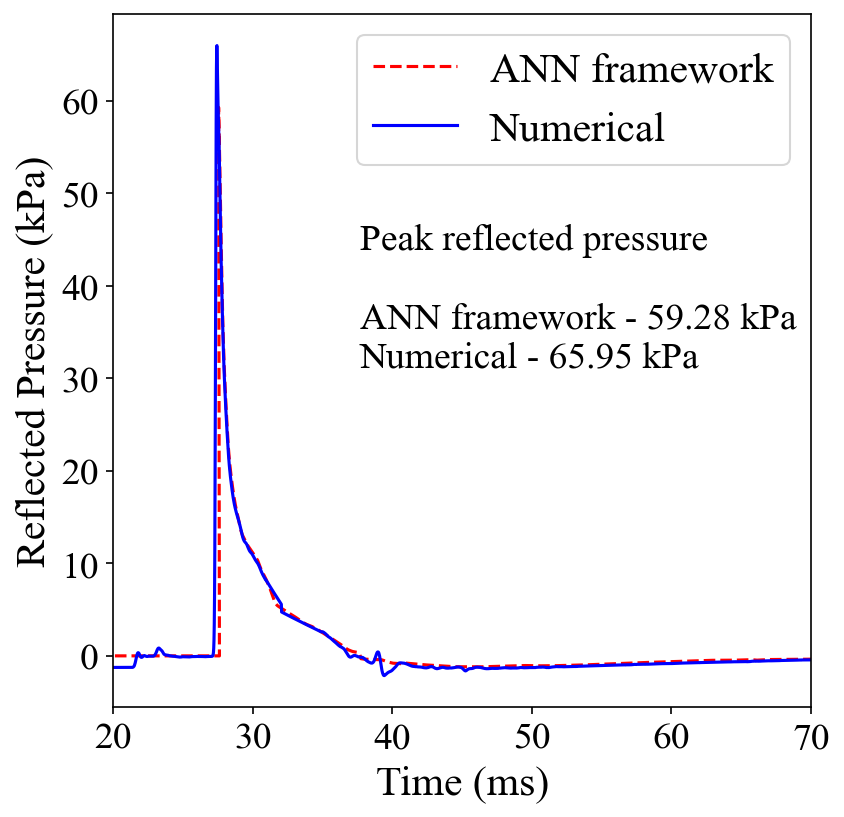 ANN framework
Numerical
Peak reflected pressure
ANN framework - 59.28 kPa
Numerical - 65.95 kPa
Reflected Pressure (kPa)
60
50
40
30
20
10
0
20 30 40 50 60 70
Time (ms)